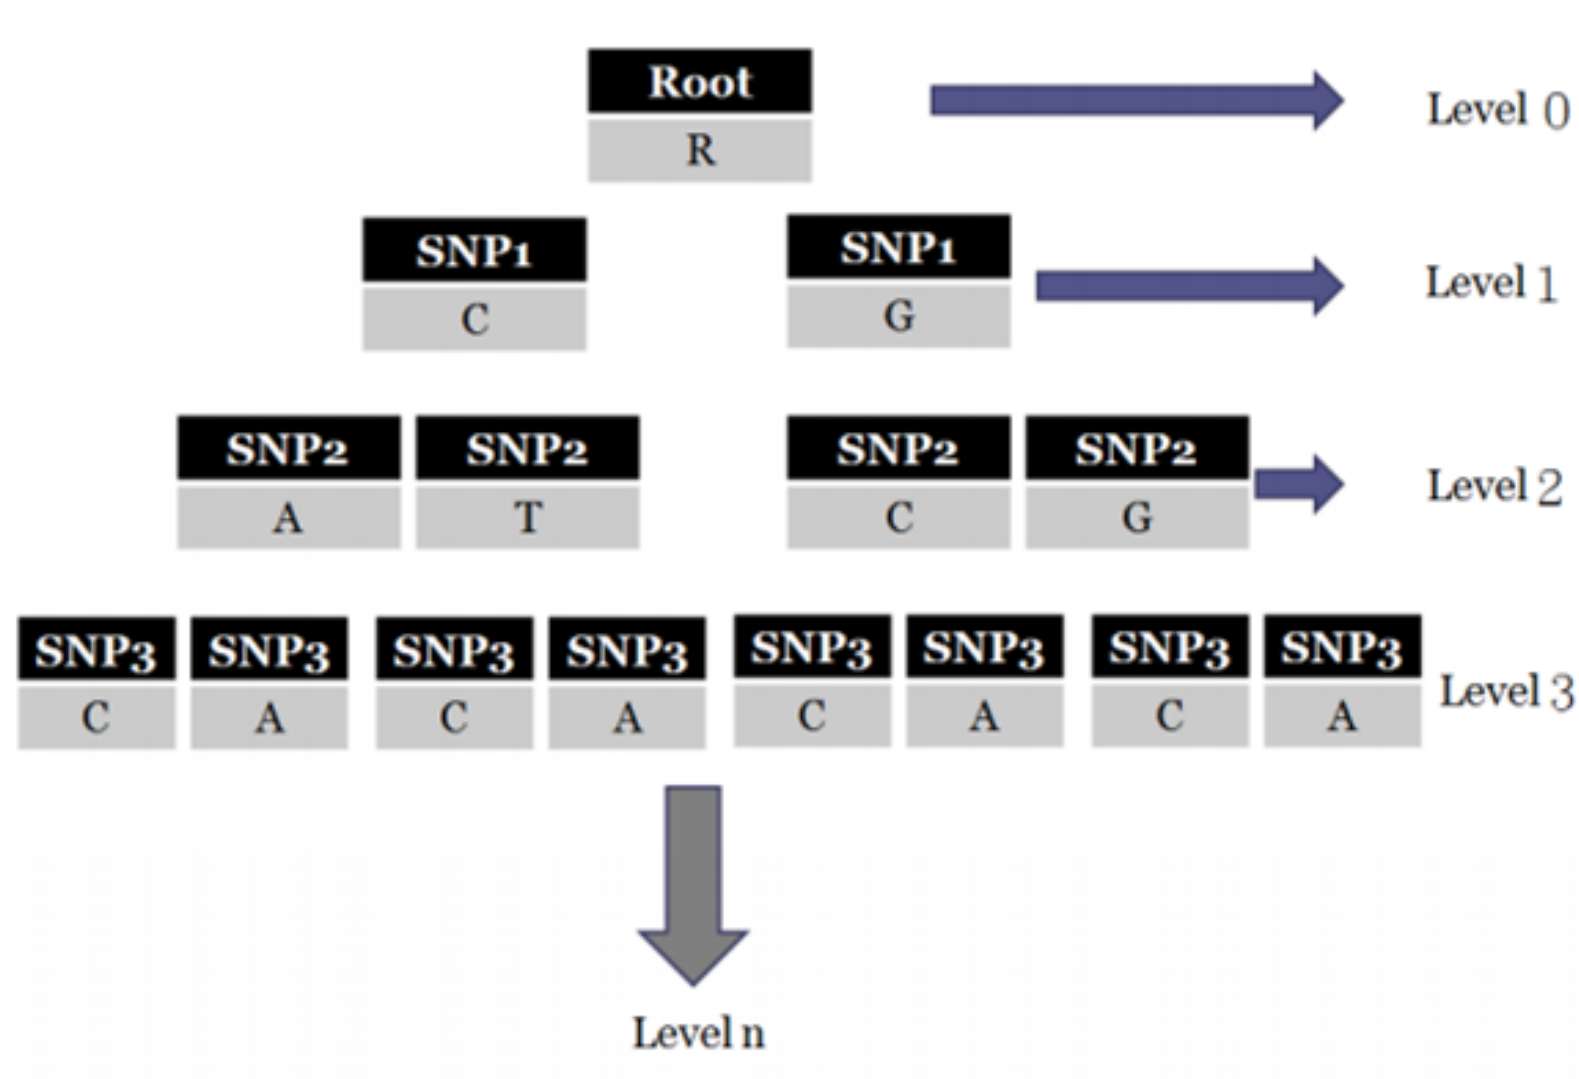 Root
R
Level 0
SNP1 SNP1
C G
Level 1
SNP2 SNP2 SNP2 SNP2
A T C G
Level 2
SNP3 SNP3 SNP3 SNP3 SNP3 SNP3 SNP3 SNP3
C A C A C A C A
Level 3
Level n